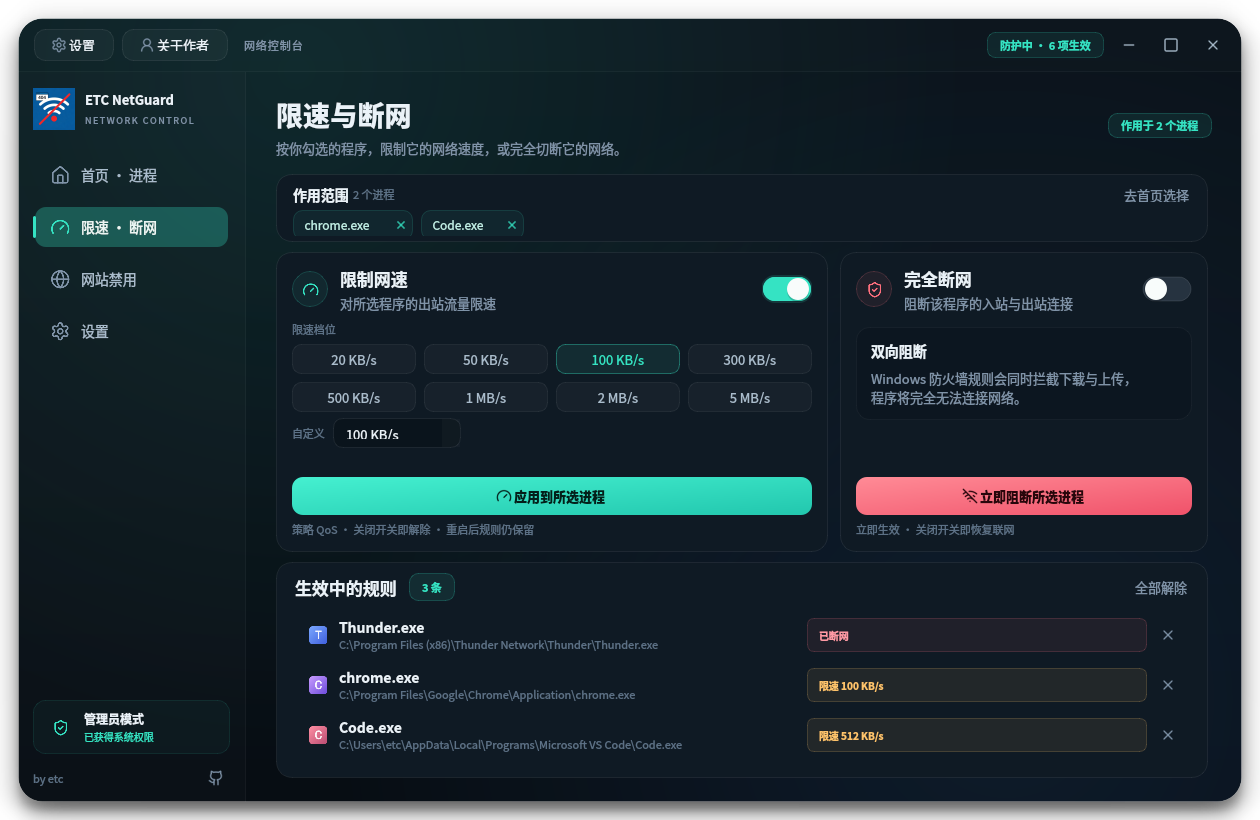 设置
关于作者
网络控制台
防护中 · 6 项生效
ETC NetGuard
NETWORK CONTROL
首页 · 进程
限速 · 断网
网站禁用
设置
管理员模式
已获得系统权限
by etc
限速与断网
按你勾选的程序，限制它的网络速度，或完全切断它的网络。
作用于 2 个进程
作用范围 2 个进程
去首页选择
chrome.exe
Code.exe
限制网速
对所选程序的出站流量限速
限速档位
20 KB/s
50 KB/s
100 KB/s
300 KB/s
500 KB/s
1 MB/s
2 MB/s
5 MB/s
自定义
100 KB/s
应用到所选进程
策略 QoS · 关闭开关即解除 · 重启后规则仍保留
完全断网
阻断该程序的入站与出站连接
双向阻断
Windows 防火墙规则会同时拦截下载与上传，
程序将完全无法连接网络。
立即阻断所选进程
立即生效 · 关闭开关即恢复联网
生效中的规则
3 条
全部解除
T
Thunder.exe
C:\Program Files (x86)\Thunder Network\Thunder\Thunder.exe
已断网
C
chrome.exe
C:\Program Files\Google\Chrome\Application\chrome.exe
限速 100 KB/s
C
Code.exe
C:\Users\etc\AppData\Local\Programs\Microsoft VS Code\Code.exe
限速 512 KB/s